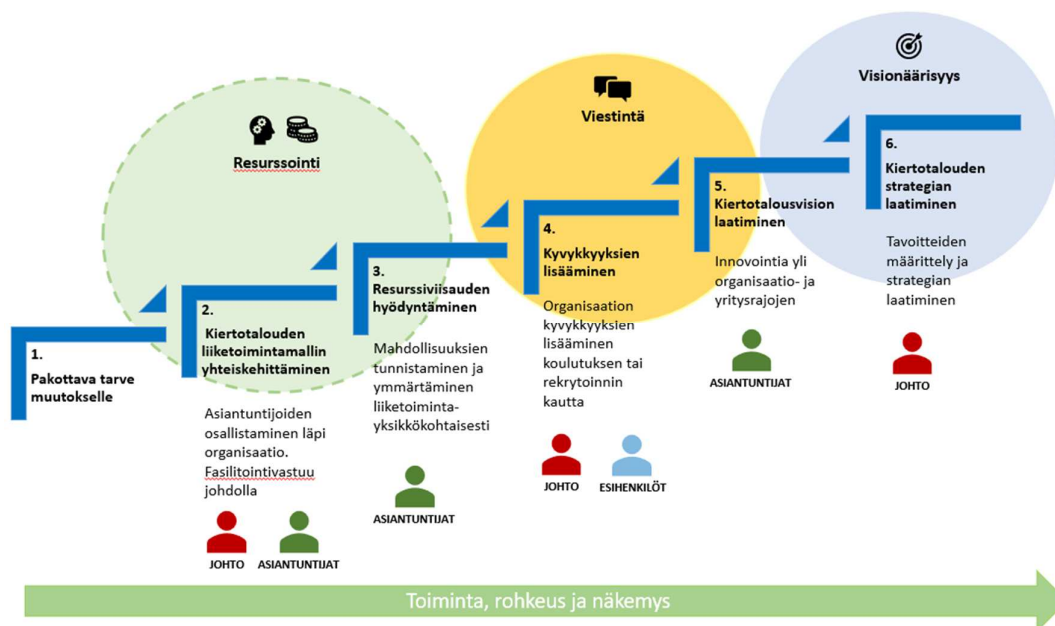 Resurssointi
Viestintä
Visionäärisyys
1.
Pakottava tarve
muutokselle
2.
Kiertotalouden
liiketoimintamallin
yhteiskehittäminen
Asiantuntijoiden
osallistaminen läpi
organisaatio.
Fasilitointivastuu
johdolla
JOHTO
ASIANTUNTIJAT
3.
Resurssiviisauden
hyödyntäminen
Mahdollisuuksien
tunnistaminen ja
ymmärtäminen
liiketoiminta-
yksikkökohtaisesti
ASIANTUNTIJAT
4.
Kyvykkyyksien
lisääminen
Organisaation
kyvykkyyksien
lisääminen
koulutuksen tai
rekrytoinnin
kautta
JOHTO
ESIHENKILÖT
5.
Kiertotalousvision
laatiminen
Innovointia yli
organisaatio- ja
yritysrajojen
ASIANTUNTIJAT
6.
Kiertotalouden
strategian
laatiminen
Tavoitteiden
määrittely ja
strategian
laatiminen
JOHTO
Toiminta, rohkeus ja näkemys